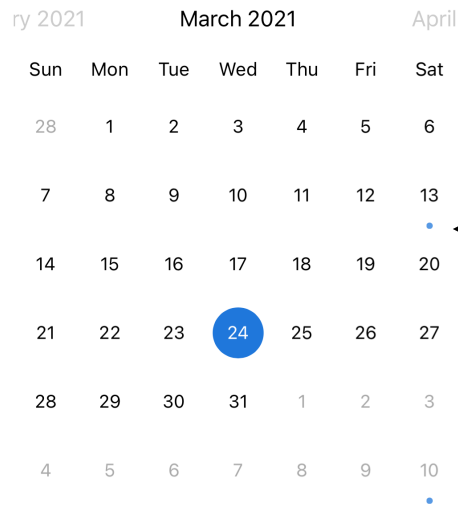 ry 2021 March 2021 April
Sun Mon Tue Wed Thu Fri Sat
28 1 2 3 4 5 6
7 8 9 10 11 12 13
14 15 16 17 18 19 20
21 22 23 24 25 26 27
28 29 30 31 1 2 3
4 5 6 7 8 9 10